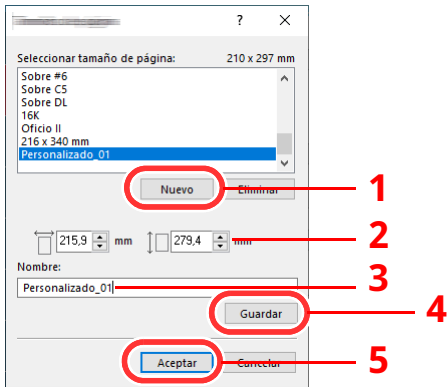 ? ×
Seleccionar tamaño de página: 210 x 297 mm
Sobre #6
Sobre C5
Sobre DL
16K
Oficio II
216 x 340 mm
Personalizado_01
Nuevo Eliminar 1
215,9 mm 279,4 mm 2
Nombre:
Personalizado_01 3
Guardar 4
Aceptar Cancelar 5